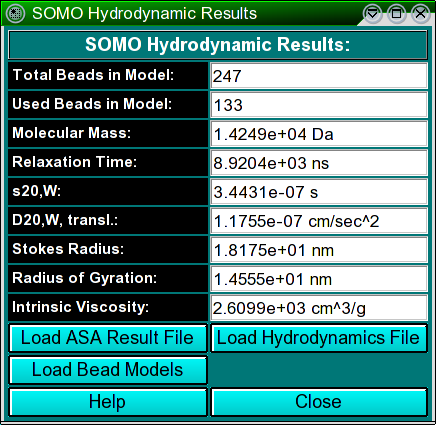 SOMO Hydrodynamic Results
SOMO Hydrodynamic Results:
Total Beads in Model: 247
Used Beads in Model: 133
Molecular Mass: 1.4249e+04 Da
Relaxation Time: 8.9204e+03 ns
s20,W: 3.4431e-07 s
D20,W, transl.: 1.1755e-07 cm/sec^2
Stokes Radius: 1.8175e+01 nm
Radius of Gyration: 1.4555e+01 nm
Intrinsic Viscosity: 2.6099e+03 cm^3/g
Load ASA Result File Load Hydrodynamics File
Load Bead Models
Help Close